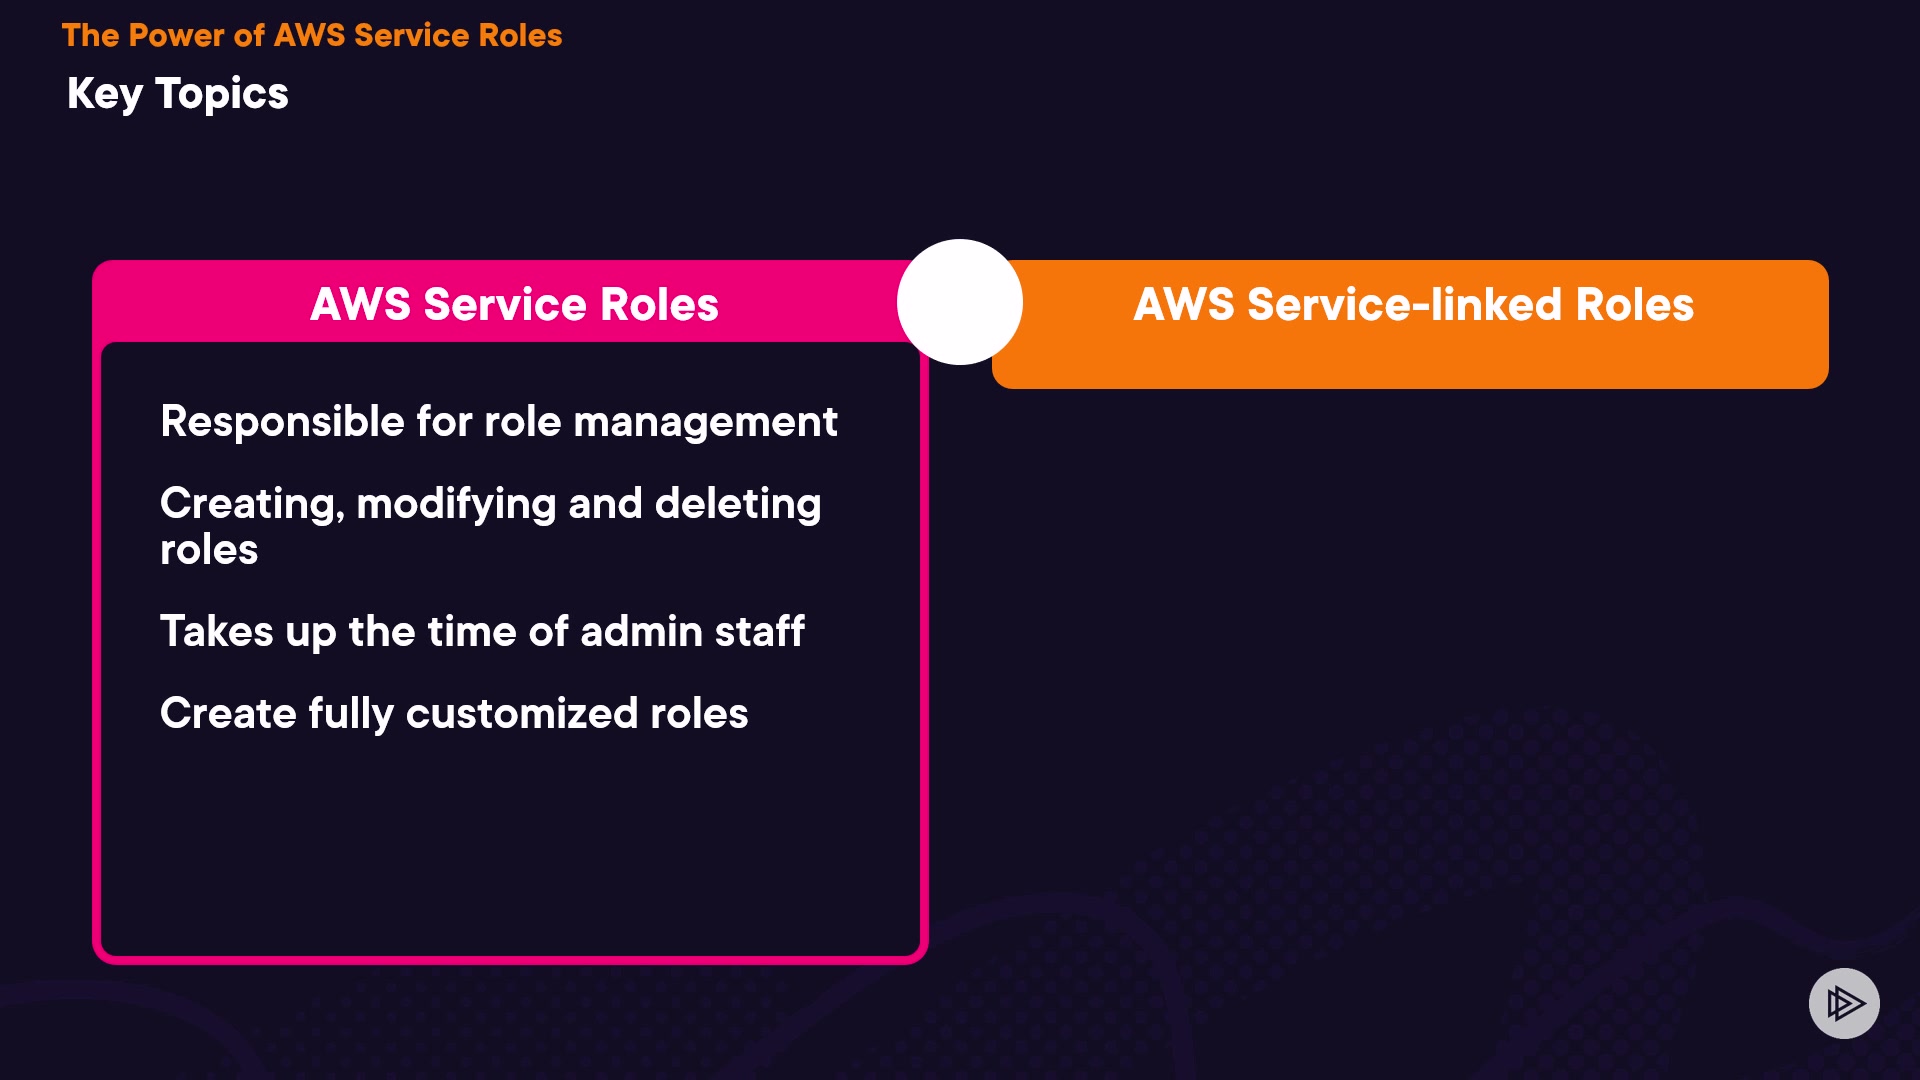 The Power of AWS Service Roles
Key Topics
AWS Service Roles
Responsible for role management
Creating, modifying and deleting
roles
Takes up the time of admin staff
Create fully customized roles
AWS Service-linked Roles